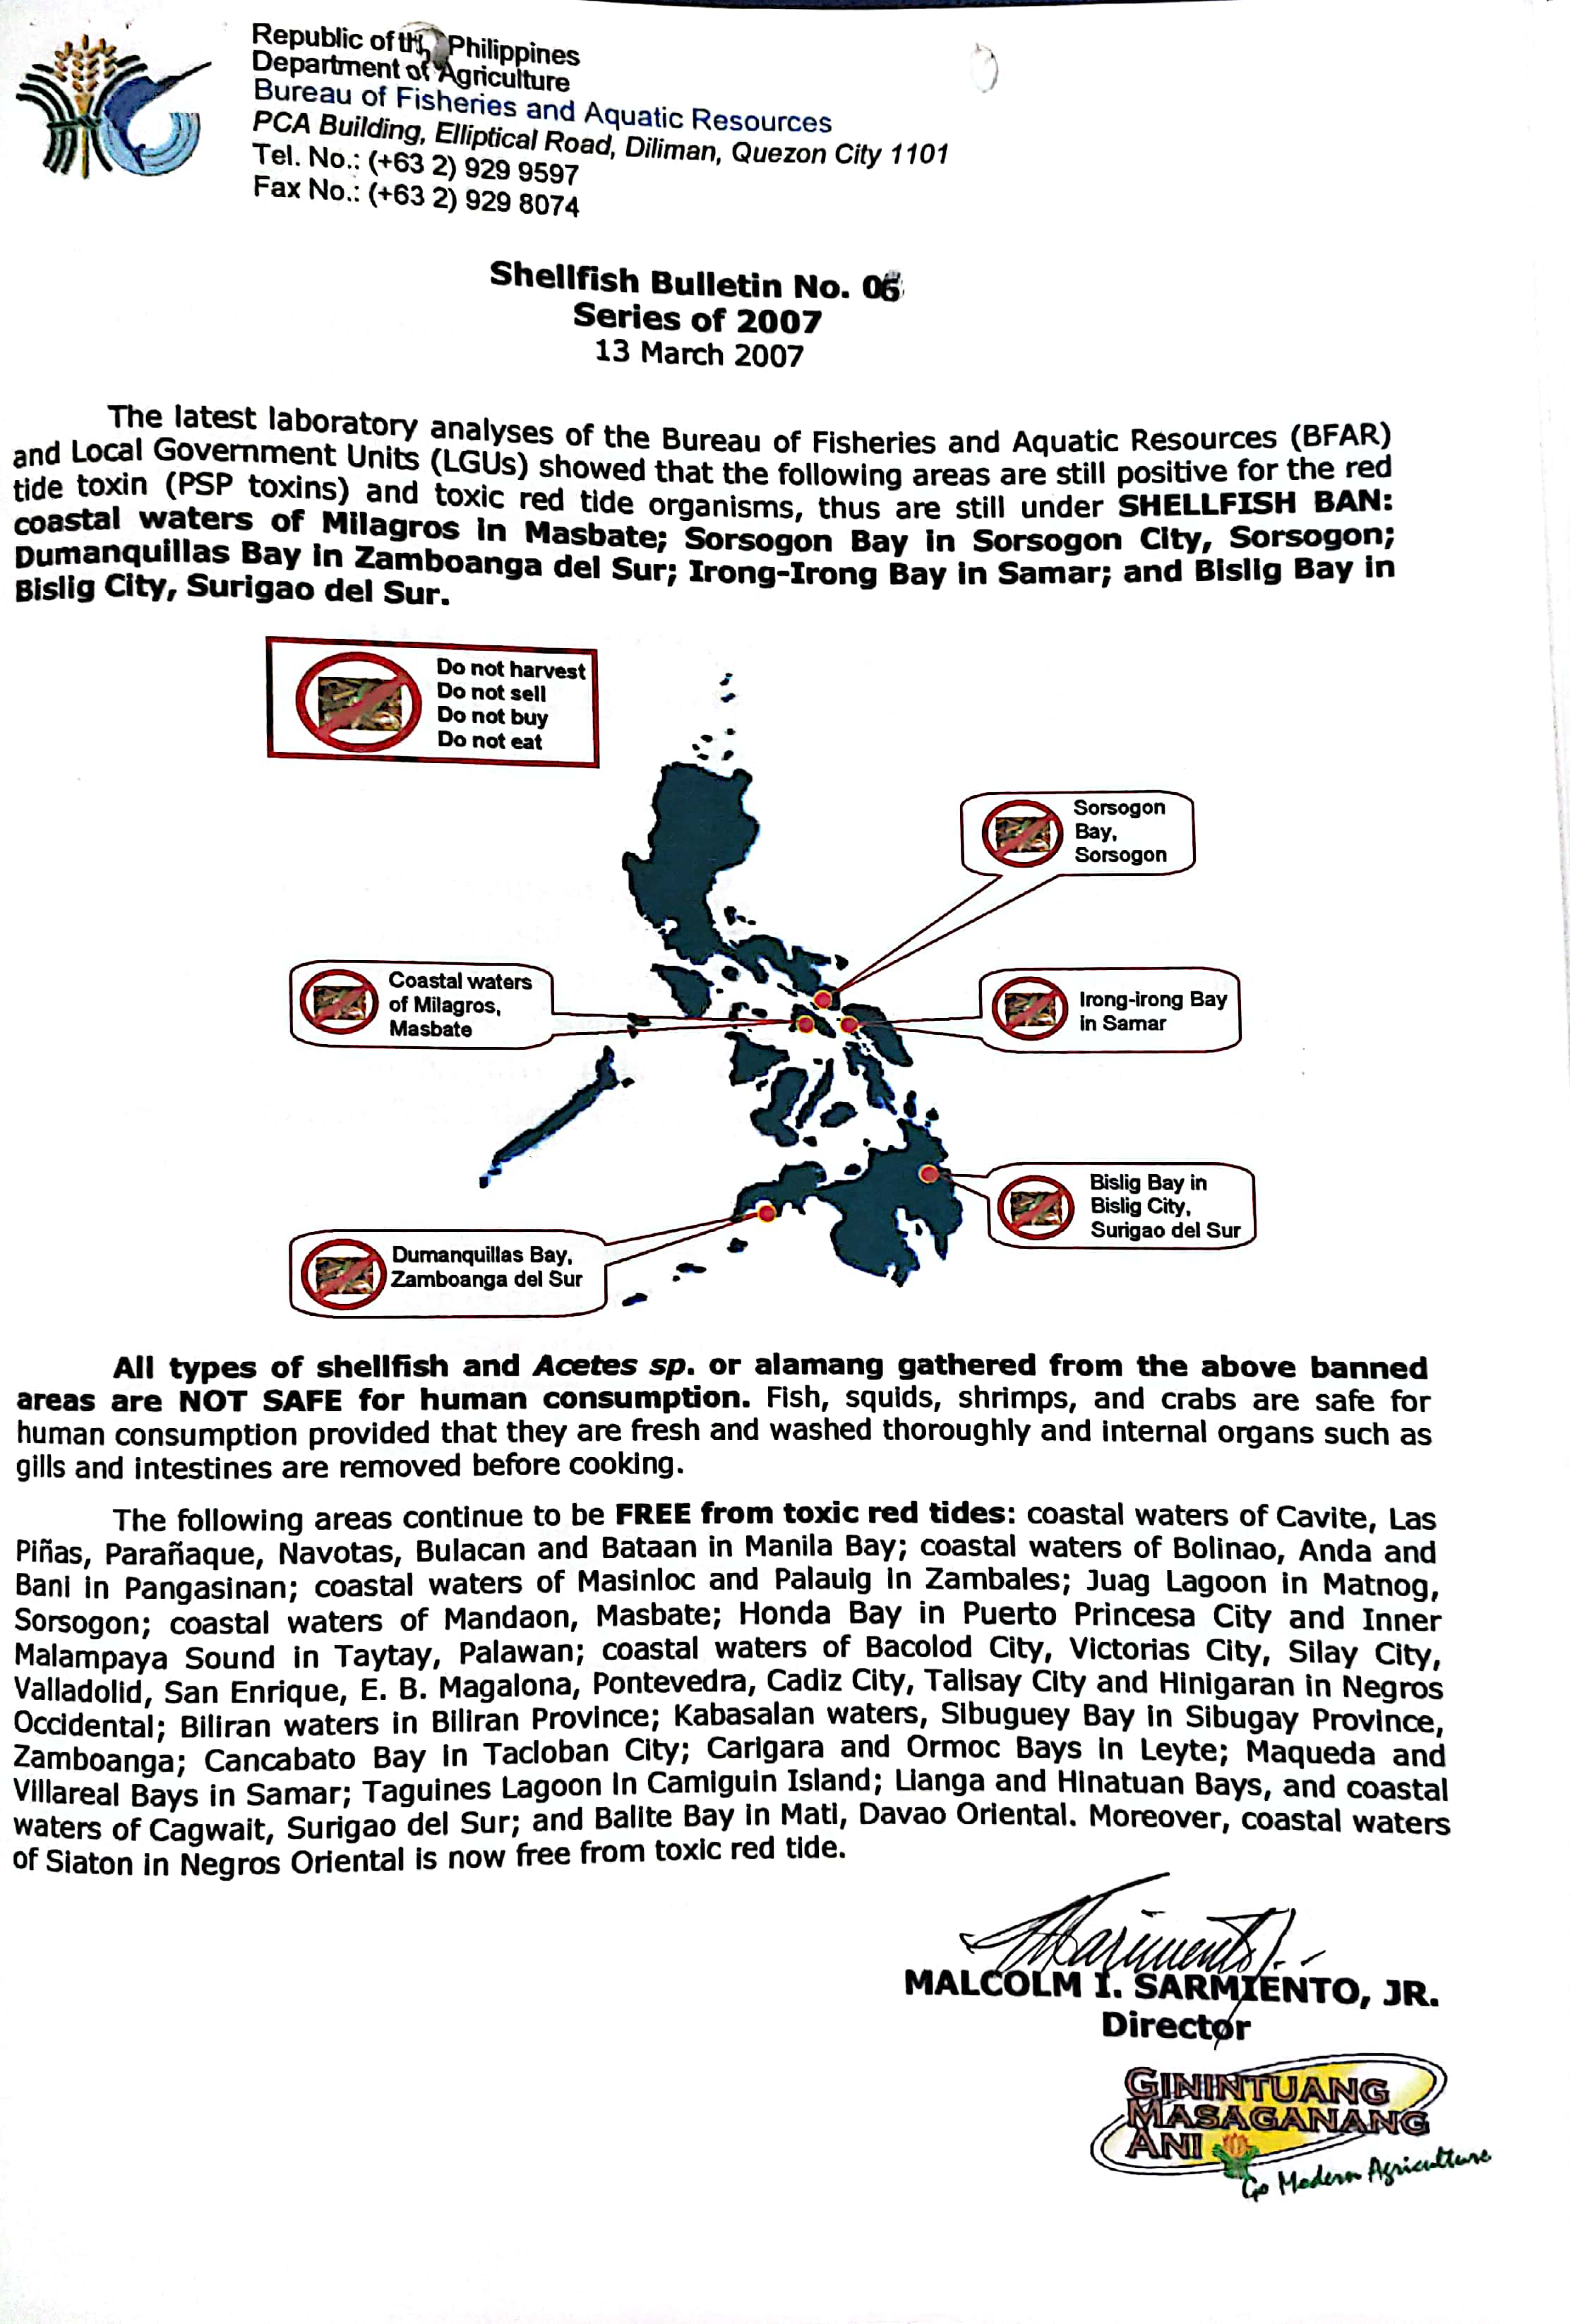 Republic of the Philippines
Department of Agriculture
Bureau of Fisheries and Aquatic Resources
PCA Building, Elliptical Road, Diliman, Quezon City 1101
Tel. No.: (+63 2) 929 9597
Fax No.: (+63 2) 929 8074
Shellfish Bulletin No. 06
Series of 2007
13 March 2007
The latest laboratory analyses of the Bureau of Fisheries and Aquatic Resources (BFAR)
and Local Government Units (LGUs) showed that the following areas are still positive for the red
tide toxin (PSP toxins) and toxic red tide organisms, thus are still under SHELLFISH BAN:
coastal waters of Milagros in Masbate; Sorsogon Bay in Sorsogon City, Sorsogon;
Dumanquillas Bay in Zamboanga del Sur; Irong-Irong Bay in Samar; and Bislig Bay in
Bislig City, Surigao del Sur.
Do not harvest
Do not sell
Do not buy
Do not eat
Sorsogon
Bay,
Sorsogon
Coastal waters
of Milagros,
Masbate
Irong-irong Bay
in Samar
Bislig Bay in
Bislig City,
Surigao del Sur
Dumanquillas Bay,
Zamboanga del Sur
All types of shellfish and Acetes sp. or alamang gathered from the above banned
areas are NOT SAFE for human consumption. Fish, squids, shrimps, and crabs are safe for
human consumption provided that they are fresh and washed thoroughly and internal organs such as
gills and intestines are removed before cooking.
The following areas continue to be FREE from toxic red tides: coastal waters of Cavite, Las
Piñas, Parañaque, Navotas, Bulacan and Bataan in Manila Bay; coastal waters of Bolinao, Anda and
Bani in Pangasinan; coastal waters of Masinloc and Palauig in Zambales; Juag Lagoon in Matnog,
Sorsogon; coastal waters of Mandaon, Masbate; Honda Bay in Puerto Princesa City and Inner
Malampaya Sound in Taytay, Palawan; coastal waters of Bacolod City, Victorias City, Silay City,
Valladolid, San Enrique, E. B. Magalona, Pontevedra, Cadiz City, Talisay City and Hinigaran in Negros
Occidental; Biliran waters in Biliran Province; Kabasalan waters, Sibuguey Bay in Sibugay Province,
Zamboanga; Cancabato Bay in Tacloban City; Carigara and Ormoc Bays in Leyte; Maqueda and
Villareal Bays in Samar; Taguines Lagoon in Camiguin Island; Lianga and Hinatuan Bays, and coastal
waters of Cagwait, Surigao del Sur; and Balite Bay in Mati, Davao Oriental. Moreover, coastal waters
of Siaton in Negros Oriental is now free from toxic red tide.
MALCOLM I. SARMIENTO, JR.
Director
GININTUANG
MASAGANANG
ANI
Go Modern Agriculture